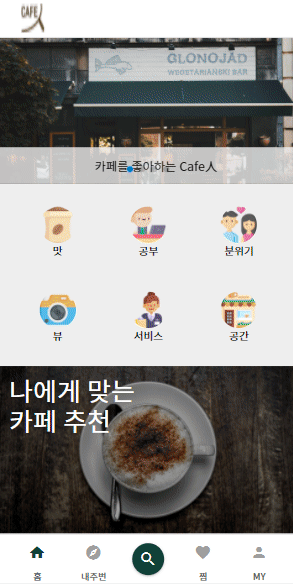 CAFE人
GLONOJAD
WEGETARIAŃSKI BAR
카페를 좋아하는 Cafe人
맛
공부
분위기
뷰
서비스
공간
나에게 맞는
카페 추천
홈
내주변
찜
MY